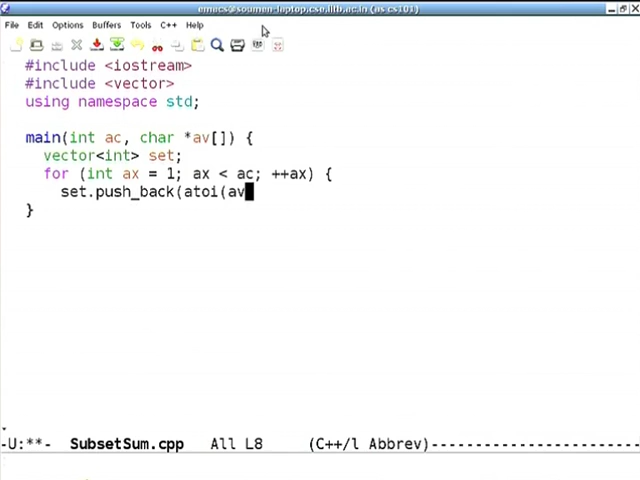 emacs@soumen-laptop.cse.iitb.ac.in (as cs101)
File Edit Options Buffers Tools C++ Help
#include <iostream>
#include <vector>
using namespace std;
main(int ac, char *av[]) {
  vector<int> set;
  for (int ax = 1; ax < ac; ++ax) {
    set.push_back(atoi(av
}
-U:**-  SubsetSum.cpp   All L8     (C++/l Abbrev)------------------------